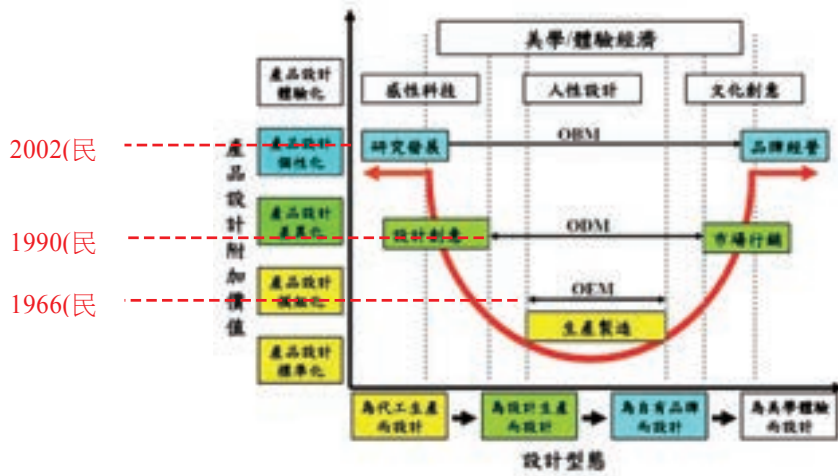 美學/體驗經濟
產品設計
體驗化
感性科技
人性設計
文化創意
2002(民
產品設計
個性化
研究發展
OBM
品牌經營
產品設計附加價值
1990(民
產品設計
差異化
設計創意
ODM
市場行銷
1966(民
產品設計
模組化
OEM
生產製造
產品設計
標準化
為代工生產
而設計
為設計生產
而設計
為自有品牌
而設計
為美學體驗
而設計
設計型態